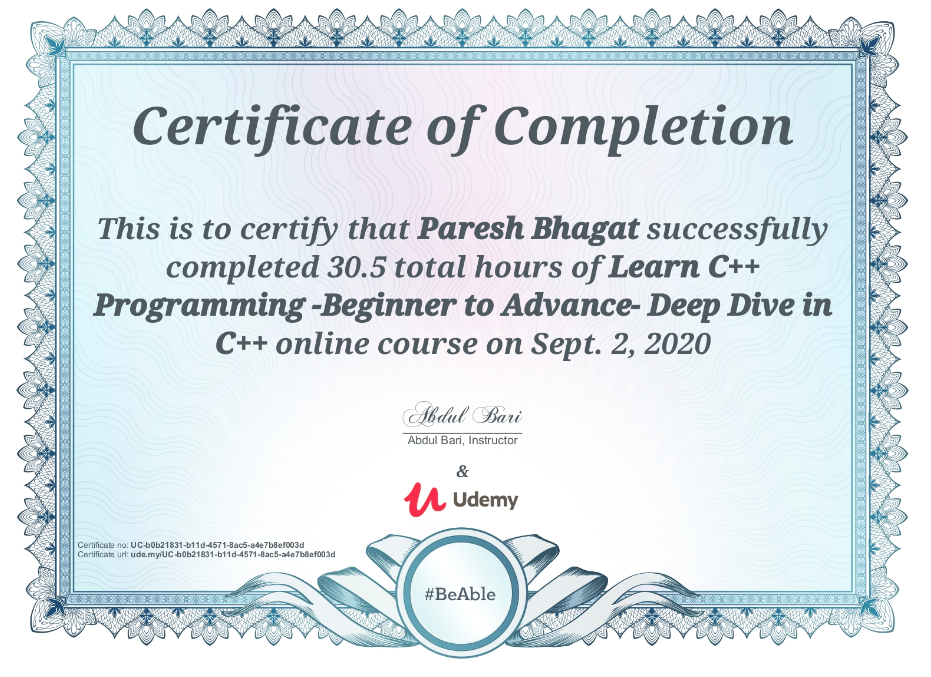 Certificate of Completion
This is to certify that Paresh Bhagat successfully
completed 30.5 total hours of Learn C++
Programming -Beginner to Advance- Deep Dive in
C++ online course on Sept. 2, 2020
Abdul Bari
Abdul Bari, Instructor
&
Udemy
Certificate no: UC-b0b21831-b11d-4571-8ac5-a4e7b8ef003d
Certificate url: ude.my/UC-b0b21831-b11d-4571-8ac5-a4e7b8ef003d
#BeAble